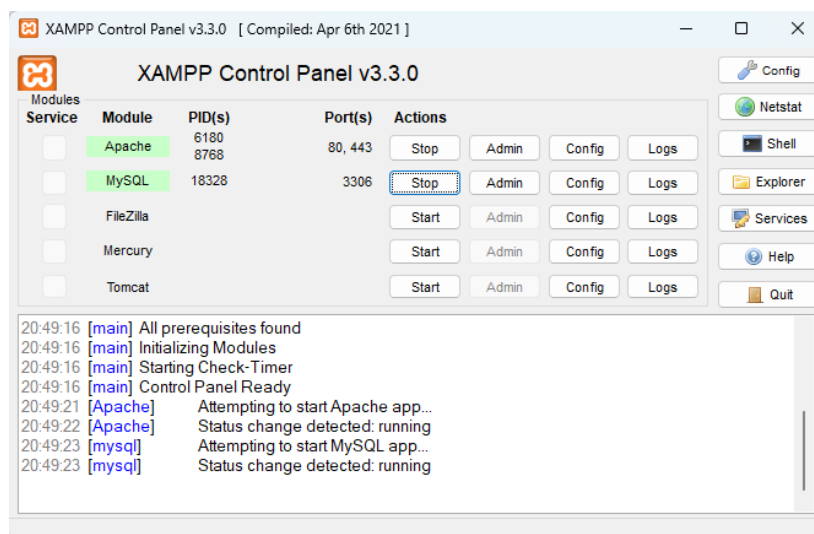 XAMPP Control Panel v3.3.0 [ Compiled: Apr 6th 2021 ]
XAMPP Control Panel v3.3.0
Config
Modules
Service Module PID(s) Port(s) Actions
Netstat
Apache 6180 8768 80, 443 Stop Admin Config Logs
Shell
MySQL 18328 3306 Stop Admin Config Logs
Explorer
FileZilla Start Admin Config Logs
Services
Mercury Start Admin Config Logs
Help
Tomcat Start Admin Config Logs
Quit
20:49:16 [main] All prerequisites found
20:49:16 [main] Initializing Modules
20:49:16 [main] Starting Check-Timer
20:49:16 [main] Control Panel Ready
20:49:21 [Apache] Attempting to start Apache app...
20:49:22 [Apache] Status change detected: running
20:49:23 [mysql] Attempting to start MySQL app...
20:49:23 [mysql] Status change detected: running